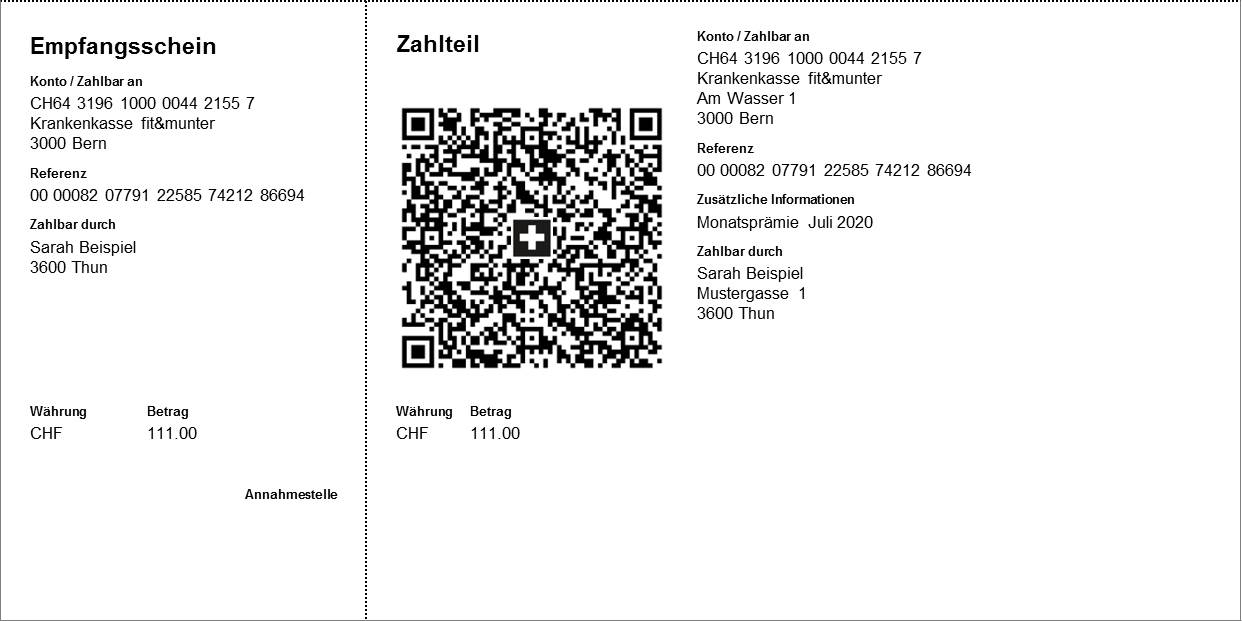 Empfangsschein
Konto / Zahlbar an
CH64 3196 1000 0044 2155 7
Krankenkasse fit&munter
3000 Bern
Referenz
00 00082 07791 22585 74212 86694
Zahlbar durch
Sarah Beispiel
3600 Thun
Währung Betrag
CHF 111.00
Annahmestelle
Zahlteil
Währung Betrag
CHF 111.00
Konto / Zahlbar an
CH64 3196 1000 0044 2155 7
Krankenkasse fit&munter
Am Wasser 1
3000 Bern
Referenz
00 00082 07791 22585 74212 86694
Zusätzliche Informationen
Monatsprämie Juli 2020
Zahlbar durch
Sarah Beispiel
Mustergasse 1
3600 Thun